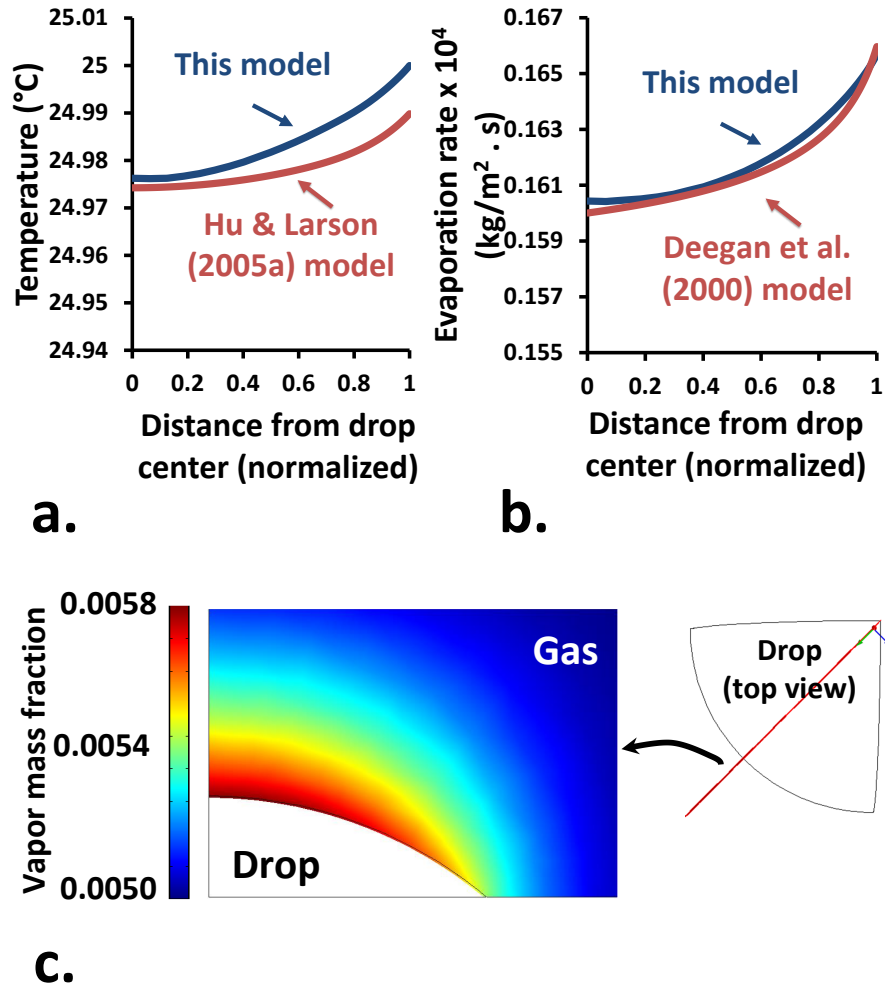 25.01
25
24.99
24.98
24.97
24.96
24.95
24.94
Temperature (°C)
This model
Hu & Larson
(2005a) model
0 0.2 0.4 0.6 0.8 1
Distance from drop
center (normalized)
a.
Evaporation rate x 10⁴
(kg/m² · s)
0.167
0.165
0.163
0.161
0.159
0.157
0.155
This model
Deegan et al.
(2000) model
0 0.2 0.4 0.6 0.8 1
Distance from drop
center (normalized)
b.
Vapor mass fraction
0.0058
0.0054
0.0050
Gas
Drop
Drop
(top view)
c.